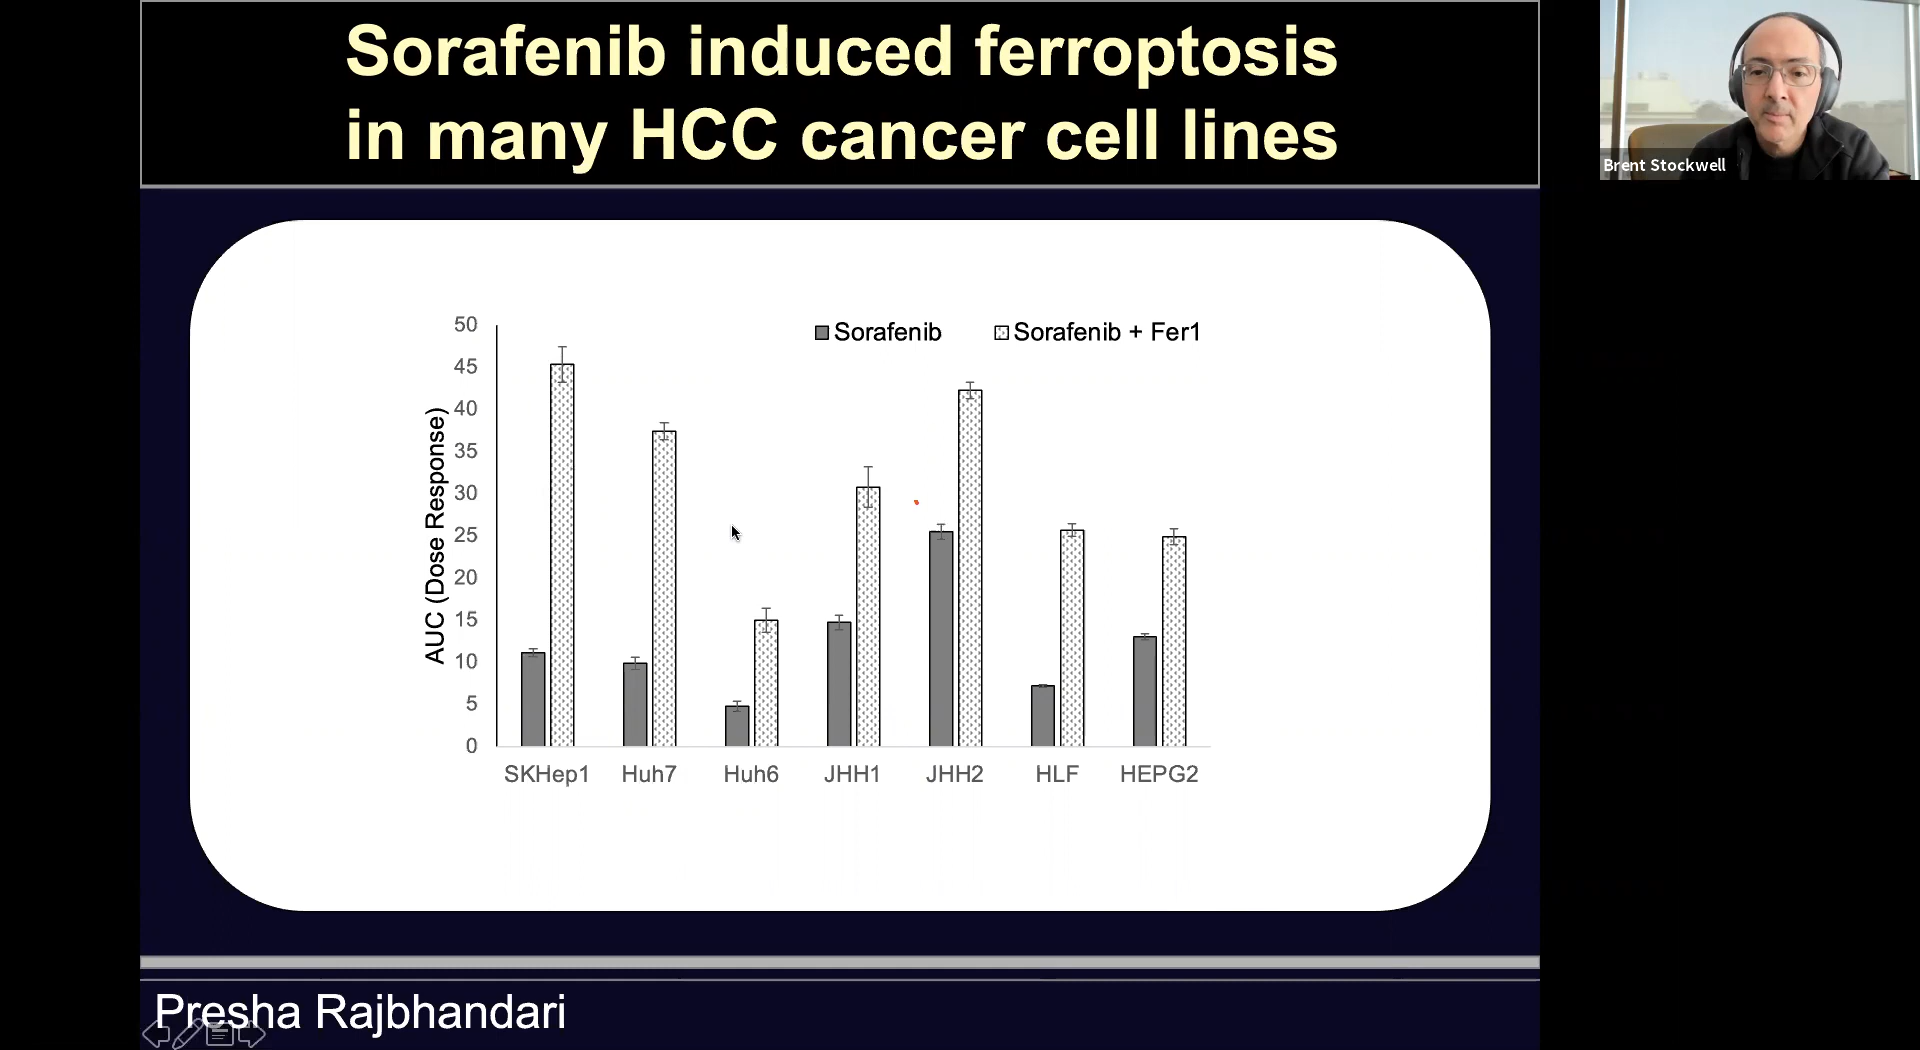 Sorafenib induced ferroptosis
in many HCC cancer cell lines
Brent Stockwell
Sorafenib
Sorafenib + Fer1
AUC (Dose Response)
50
45
40
35
30
25
20
15
10
5
0
SKHep1
Huh7
Huh6
JHH1
JHH2
HLF
HEPG2
Presha Rajbhandari